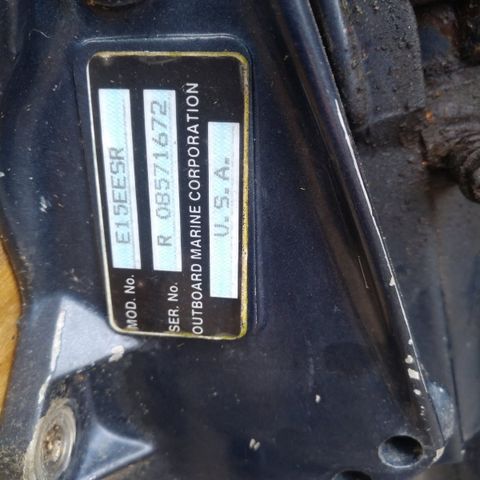 MOD. No. E15EESR
SER. No. R 08571672
OUTBOARD MARINE CORPORATION
U.S.A.